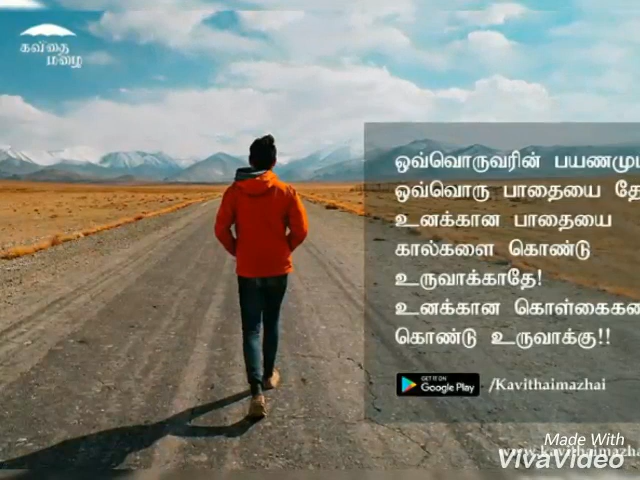 கவிதை
மழை
ஒவ்வொருவரின்
ஒவ்வொரு பாதையை
உனக்கான பாதையை
கால்களை கொண்டு
உருவாக்காதே!
உனக்கான
கொண்டு உருவாக்கு!!
GET IT ON
Google Play /Kavithaimazhai
Made With
VivaVideo